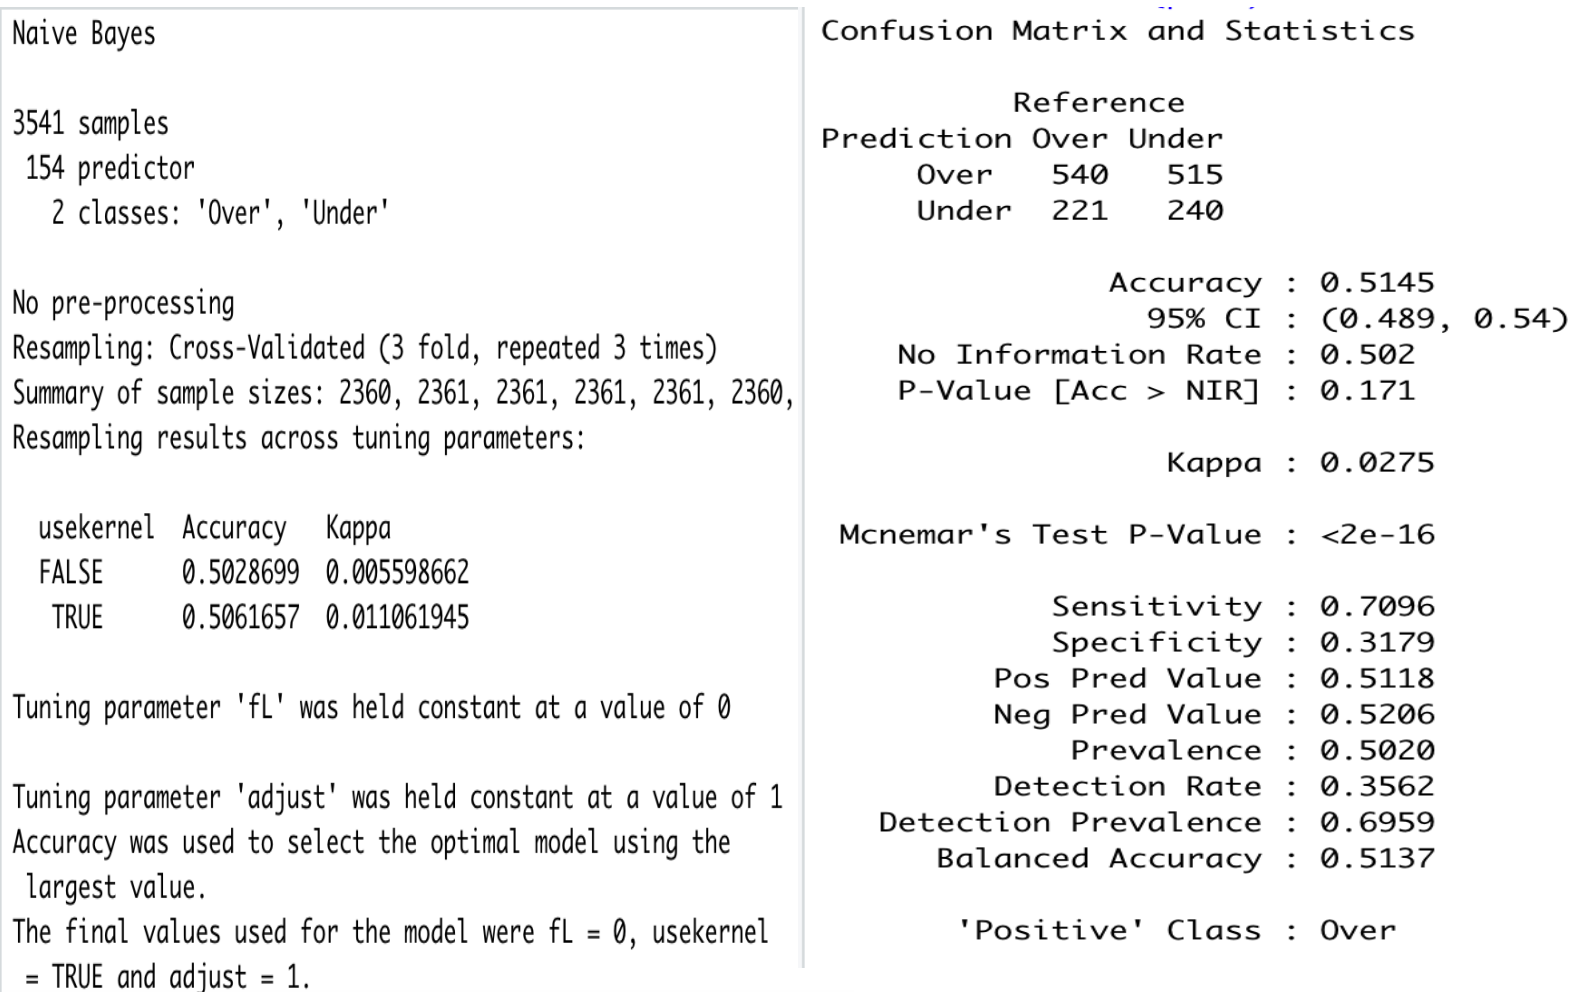 Naive Bayes
3541 samples
154 predictor
2 classes: 'Over', 'Under'
No pre-processing
Resampling: Cross-Validated (3 fold, repeated 3 times)
Summary of sample sizes: 2360, 2361, 2361, 2361, 2361, 2360,
Resampling results across tuning parameters:
usekernel Accuracy Kappa
FALSE 0.5028699 0.005598662
TRUE 0.5061657 0.011061945
Tuning parameter 'fL' was held constant at a value of 0
Tuning parameter 'adjust' was held constant at a value of 1
Accuracy was used to select the optimal model using the
largest value.
The final values used for the model were fL = 0, usekernel
= TRUE and adjust = 1.
Confusion Matrix and Statistics
Reference
Prediction Over Under
Over 540 515
Under 221 240
Accuracy : 0.5145
95% CI : (0.489, 0.54)
No Information Rate : 0.502
P-Value [Acc > NIR] : 0.171
Kappa : 0.0275
Mcnemar's Test P-Value : <2e-16
Sensitivity : 0.7096
Specificity : 0.3179
Pos Pred Value : 0.5118
Neg Pred Value : 0.5206
Prevalence : 0.5020
Detection Rate : 0.3562
Detection Prevalence : 0.6959
Balanced Accuracy : 0.5137
'Positive' Class : Over